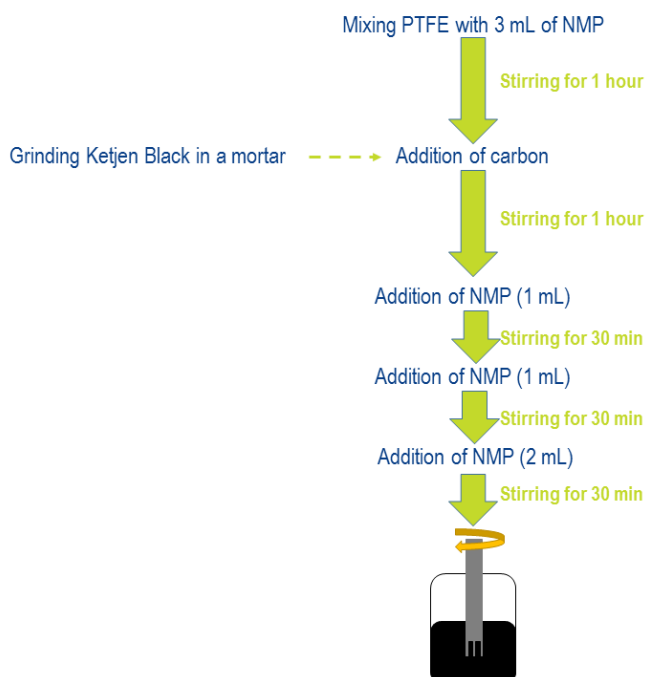 Mixing PTFE with 3 mL of NMP
Stirring for 1 hour
Grinding Ketjen Black in a mortar
Addition of carbon
Stirring for 1 hour
Addition of NMP (1 mL)
Stirring for 30 min
Addition of NMP (1 mL)
Stirring for 30 min
Addition of NMP (2 mL)
Stirring for 30 min